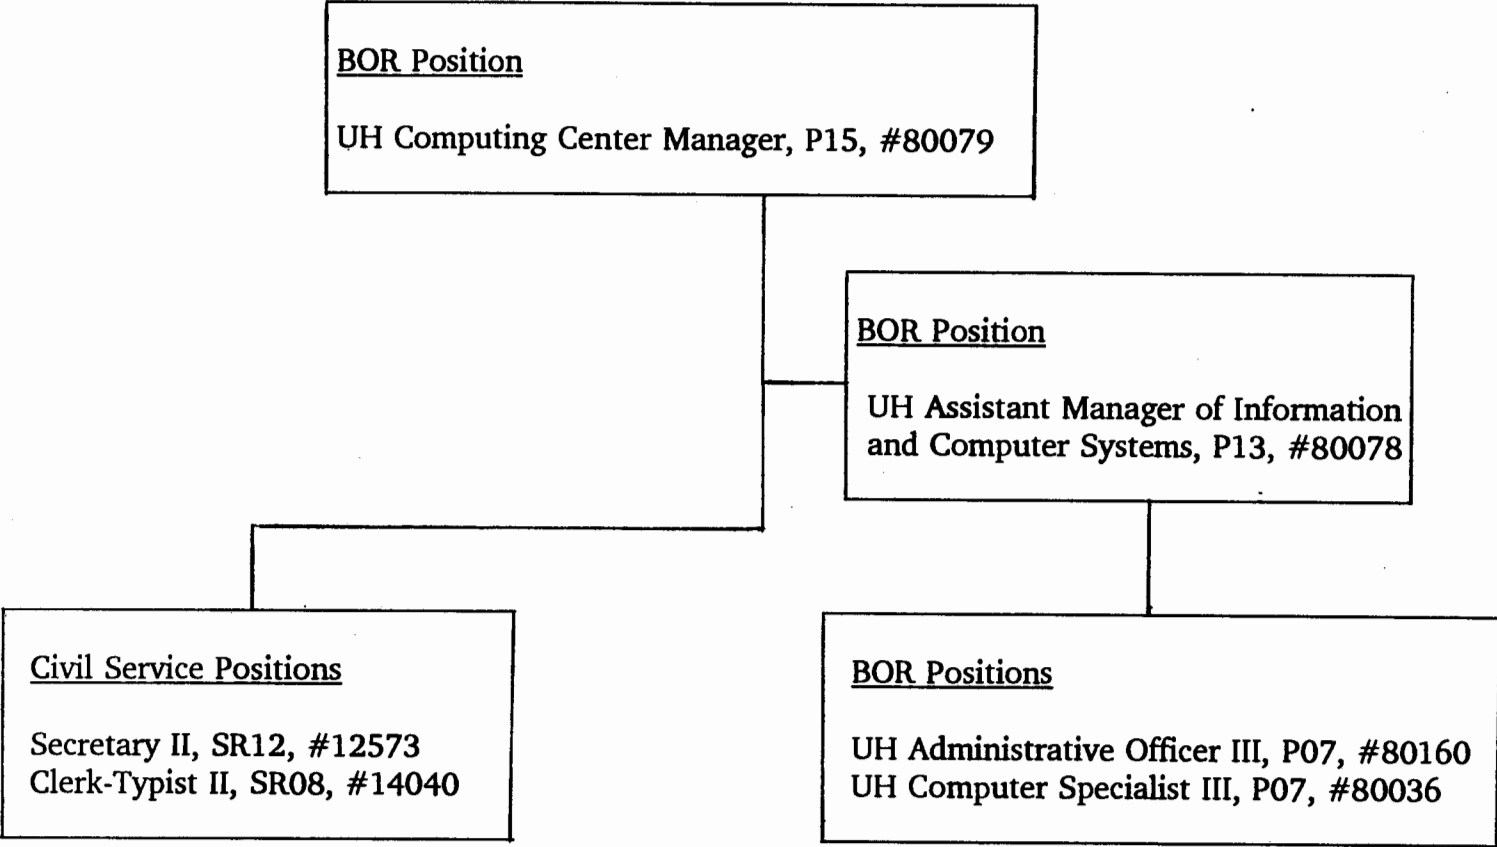 BOR Position
UH Computing Center Manager, P15, #80079
BOR Position
UH Assistant Manager of Information
and Computer Systems, P13, #80078
Civil Service Positions
Secretary II, SR12, #12573
Clerk-Typist II, SR08, #14040
BOR Positions
UH Administrative Officer III, P07, #80160
UH Computer Specialist III, P07, #80036